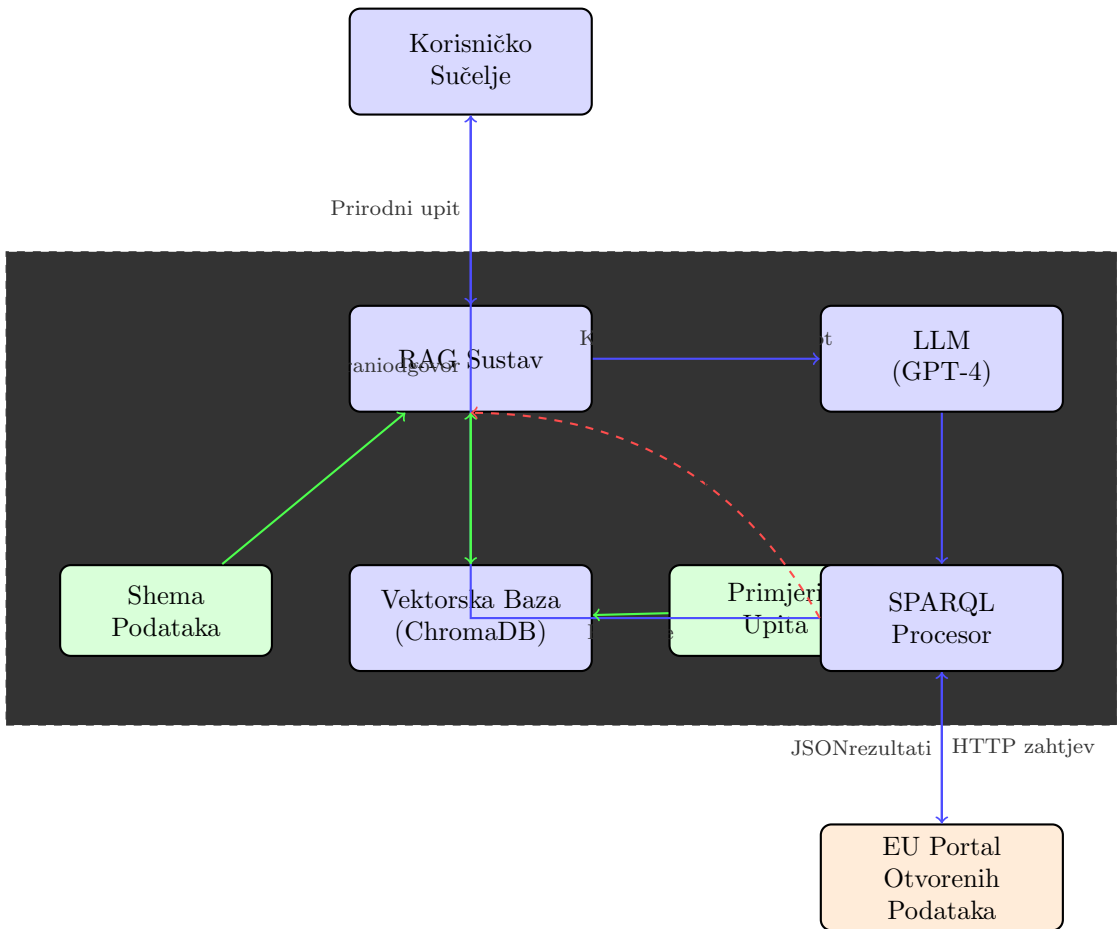 Korisničko
Sučelje
Prirodni upit
RAG Sustav
raniodgovor
LLM
(GPT-4)
Shema
Podataka
Vektorska Baza
(ChromaDB)
Primjeri
Upita
SPARQL
Procesor
JSONrezultati
HTTP zahtjev
EU Portal
Otvorenih
Podataka